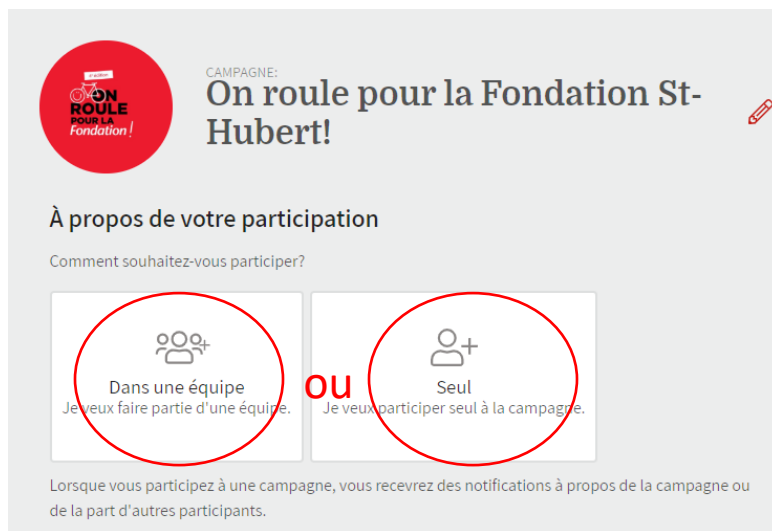 ON
ROULE
POUR LA
Fondation !
CAMPAGNE:
On roule pour la Fondation St-
Hubert!
À propos de votre participation
Comment souhaitez-vous participer?
Dans une équipe
Je veux faire partie d'une équipe.
ou
Seul
Je veux participer seul à la campagne.
Lorsque vous participez à une campagne, vous recevrez des notifications à propos de la campagne ou
de la part d'autres participants.